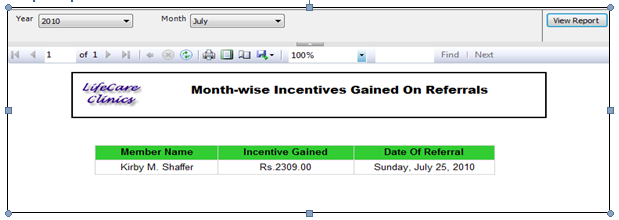 Year 2010 Month July View Report
1 of 1 100% Find | Next
LifeCare Clinics
Month-wise Incentives Gained On Referrals
Member Name Incentive Gained Date Of Referral
Kirby M. Shaffer Rs.2309.00 Sunday, July 25, 2010